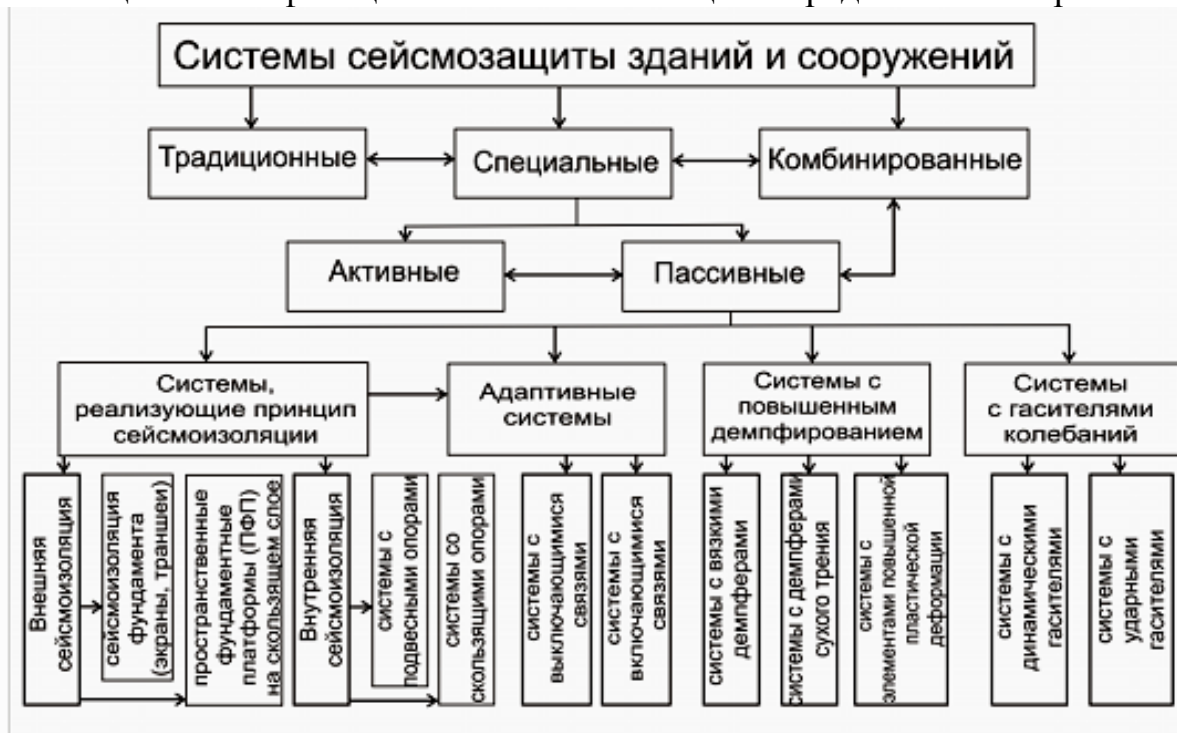 Системы сейсмозащиты зданий и сооружений
Традиционные
Специальные
Комбинированные
Активные
Пассивные
Системы,
реализующие принцип
сейсмоизоляции
Адаптивные
системы
Системы с
повышенным
демпфированием
Системы
с гасителями
колебаний
Внешняя
сейсмоизоляция
сейсмоизоляция
фундамента
(экраны, траншеи)
пространственные
фундаментные
платформы (ПФП)
на скользящем слое
Внутренняя
сейсмоизоляция
системы с
подвесными опорами
системы со
скользящими опорами
системы с
выключающимися
связями
системы с
включающимися
связями
системы с вязкими
демпферами
системы с демпферами
сухого трения
системы с
элементами повышенной
пластической
деформации
системы с
динамическими
гасителями
системы с
ударными
гасителями